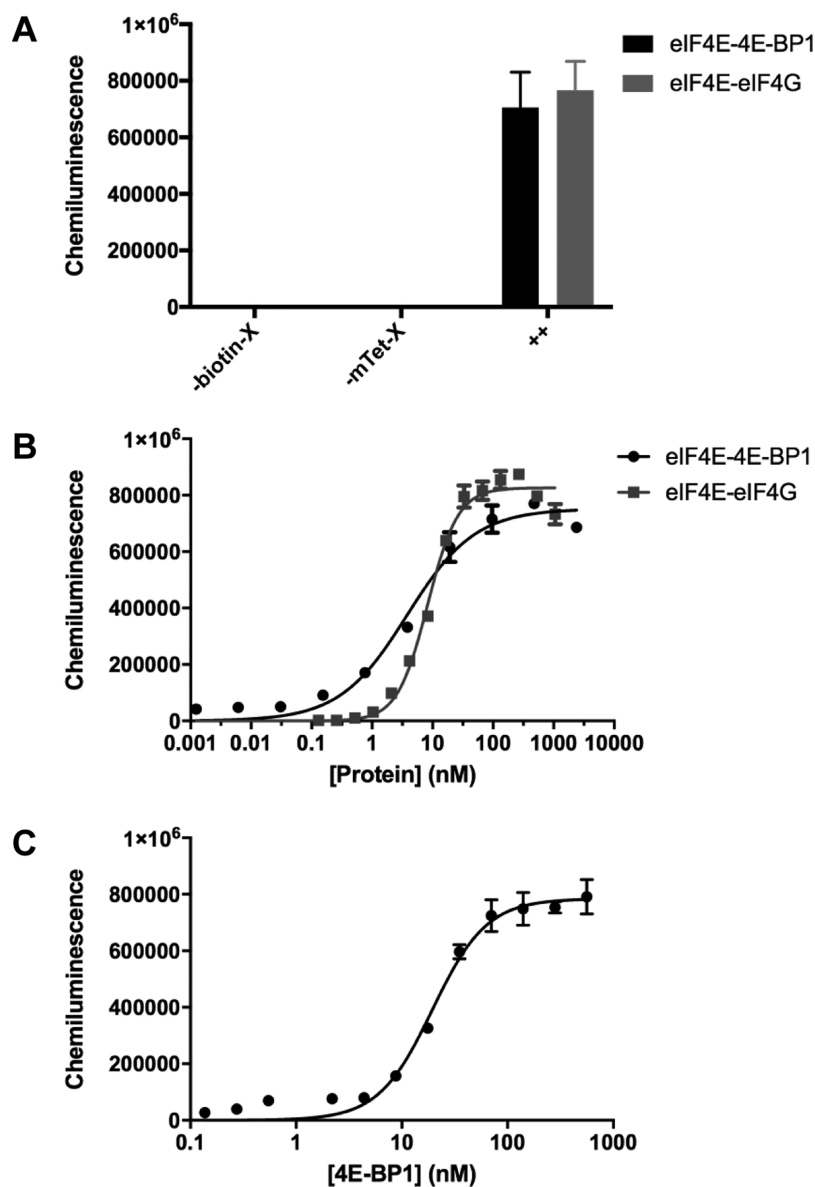 A
1×10⁶
800000
600000
400000
200000
0
Chemiluminescence
-biotin-X
-mTet-X
++
eIF4E-4E-BP1
eIF4E-eIF4G
B
1×10⁶
800000
600000
400000
200000
0
Chemiluminescence
0.001 0.01 0.1 1 10 100 1000 10000
[Protein] (nM)
eIF4E-4E-BP1
eIF4E-eIF4G
C
1×10⁶
800000
600000
400000
200000
0
Chemiluminescence
0.1 1 10 100 1000
[4E-BP1] (nM)